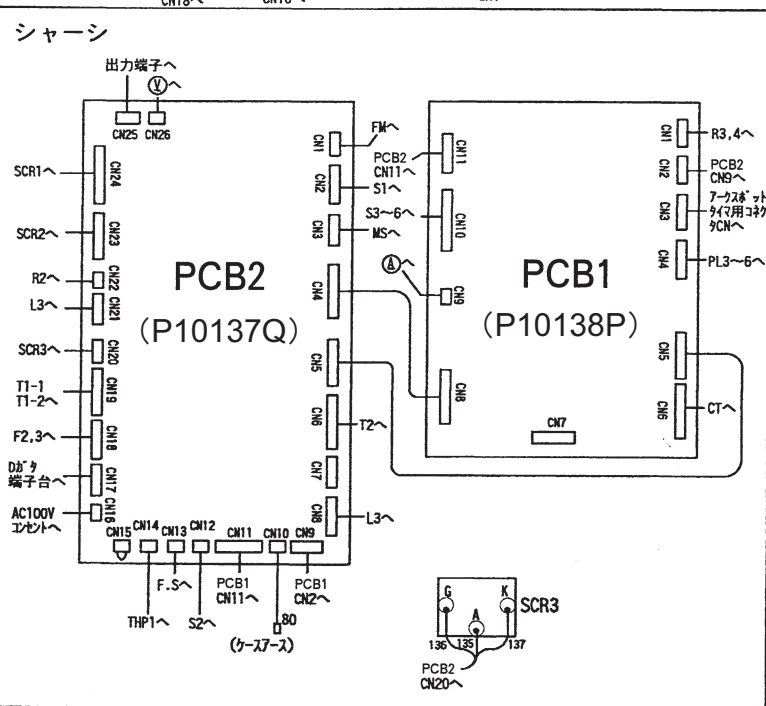 シャーシ
出力端子へ
Ⓥへ
CN25
CN26
SCR1へ
CN24
SCR2へ
CN23
R2へ
CN22
L3へ
CN21
SCR3へ
CN20
T1-1
T1-2へ
CN19
F2,3へ
CN18
Dガタ
端子台へ
CN17
AC100V
コンセントへ
CN16
PCB2
(P10137Q)
CN1
FMへ
CN2
S1へ
CN3
MSへ
CN4
CN5
CN6
T2へ
CN7
CN8
L3へ
CN15
CN14
CN13
CN12
CN11
CN10
CN9
THP1へ
F.Sへ
S2へ
PCB1
CN11へ
80
(ケースアース)
PCB1
CN2へ
PCB2
CN11へ
CN11
S3~6へ
CN10
Ⓐへ
CN9
CN8
PCB1
(P10138P)
CN7
CN1
R3,4へ
CN2
PCB2
CN9へ
CN3
アークスポット
タイマ用コネク
タCNへ
CN4
PL3~6へ
CN5
CN6
CTへ
G
K
A
SCR3
136
135
137
PCB2
CN20へ